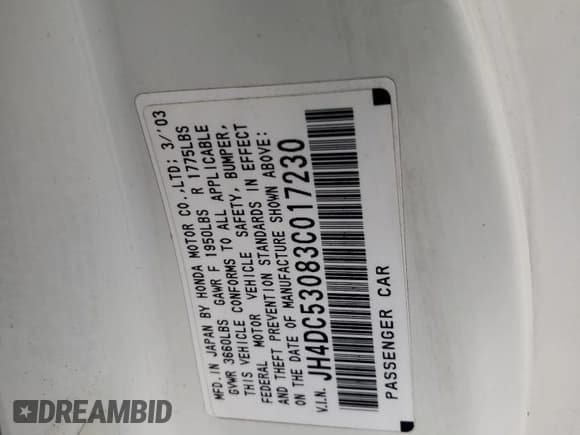 MFD. IN JAPAN BY HONDA MOTOR CO.,LTD: 3/'03
GVWR 3660LBS GAWR F 1950LBS R 1775LBS
THIS VEHICLE CONFORMS TO ALL APPLICABLE
FEDERAL MOTOR VEHICLE SAFETY, BUMPER,
AND THEFT PREVENTION STANDARDS IN EFFECT
ON THE DATE OF MANUFACTURE SHOWN ABOVE:
V.I.N. JH4DC53083C017230
PASSENGER CAR
DREAMBID